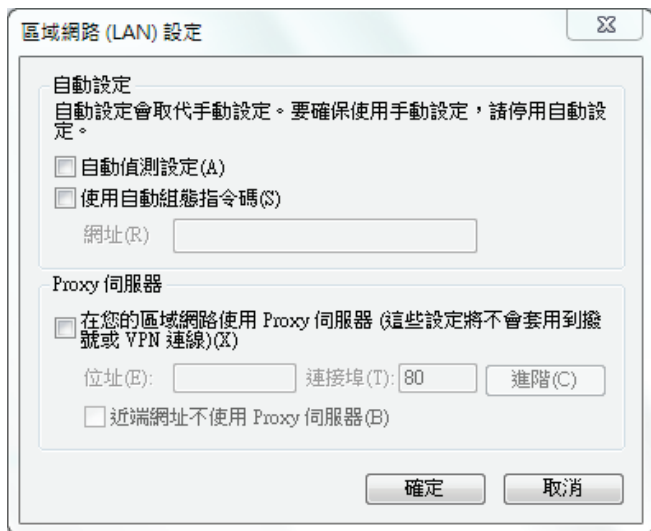 區域網路 (LAN) 設定
自動設定
自動設定會取代手動設定。要確保使用手動設定，請停用自動設
定。
自動偵測設定(A)
使用自動組態指令碼(S)
網址(R)
Proxy 伺服器
在您的區域網路使用 Proxy 伺服器 (這些設定將不會套用到撥
號或 VPN 連線)(X)
位址(E): 連接埠(T): 80 進階(C)
近端網址不使用 Proxy 伺服器(B)
確定 取消